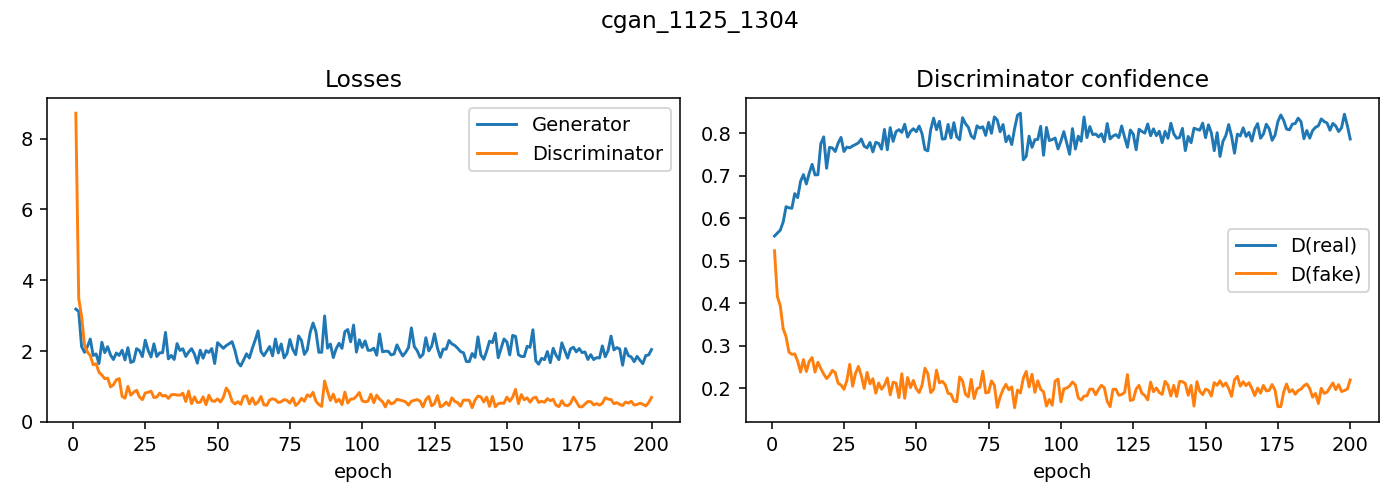 cgan_1125_1304
Losses
Generator
Discriminator
8
6
4
2
0
0 25 50 75 100 125 150 175 200
epoch
Discriminator confidence
D(real)
D(fake)
0.8
0.7
0.6
0.5
0.4
0.3
0.2
0 25 50 75 100 125 150 175 200
epoch